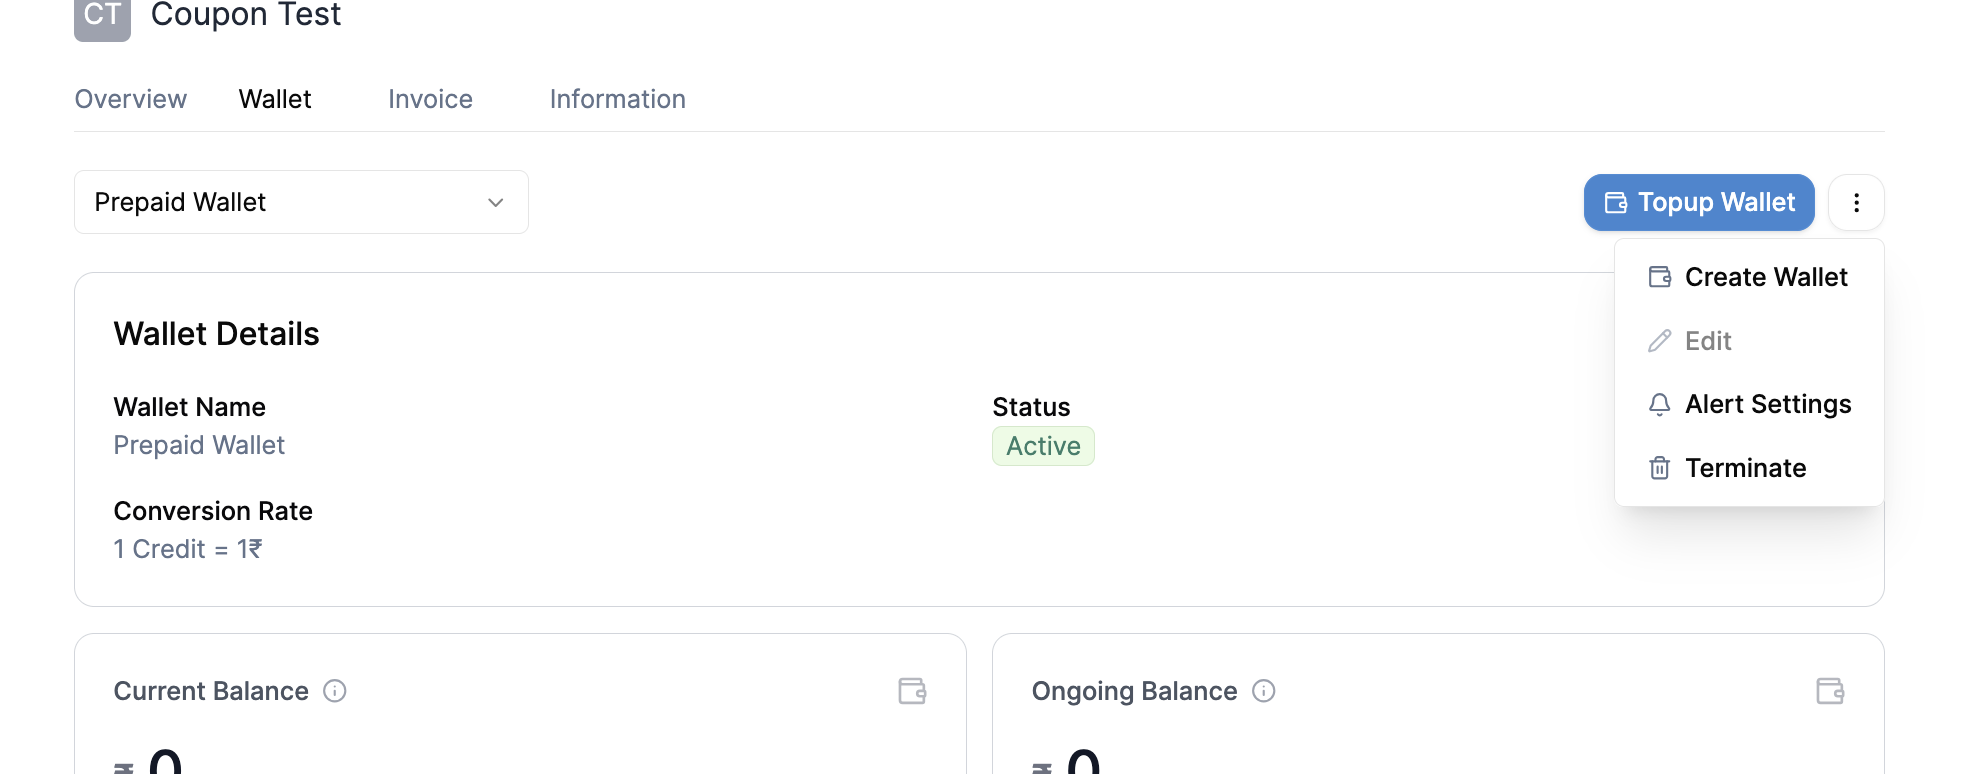 CT Coupon Test
Overview Wallet Invoice Information
Prepaid Wallet
Topup Wallet
Create Wallet
Edit
Alert Settings
Terminate
Wallet Details
Wallet Name
Prepaid Wallet
Status
Active
Conversion Rate
1 Credit = 1₹
Current Balance
₹ 0
Ongoing Balance
₹ 0